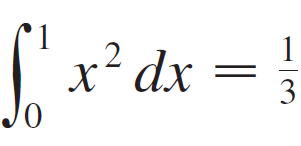 ∫₀¹ x² dx = 1/3